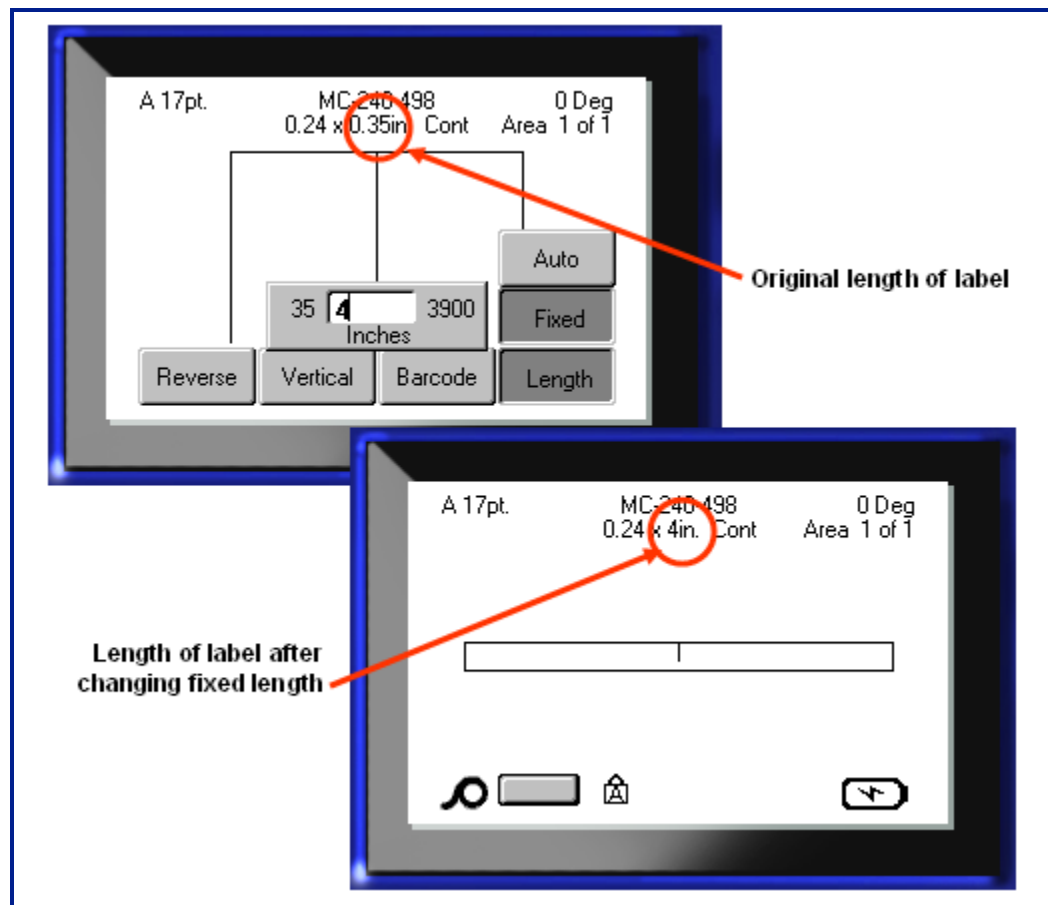 A 17pt. MC-240-498 0 Deg
0.24 x 0.35in. Cont Area 1 of 1
Auto
Original length of label
35 4 3900 Fixed
Inches
Reverse Vertical Barcode Length
A 17pt. MC-240-498 0 Deg
0.24 x 4in. Cont Area 1 of 1
Length of label after
changing fixed length
A